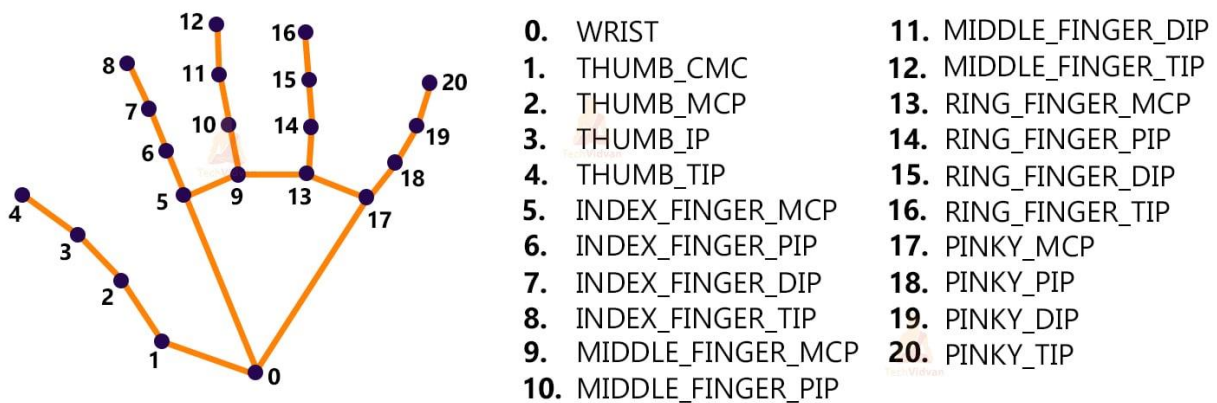 12
16
8
11
15
20
7
10
14
19
6
18
4
5
9
13
17
3
2
1
0
TechVidvan
0. WRIST
1. THUMB_CMC
2. THUMB_MCP
3. THUMB_IP
4. THUMB_TIP
5. INDEX_FINGER_MCP
6. INDEX_FINGER_PIP
7. INDEX_FINGER_DIP
8. INDEX_FINGER_TIP
9. MIDDLE_FINGER_MCP
10. MIDDLE_FINGER_PIP
TechVidvan
11. MIDDLE_FINGER_DIP
12. MIDDLE_FINGER_TIP
13. RING_FINGER_MCP
14. RING_FINGER_PIP
15. RING_FINGER_DIP
16. RING_FINGER_TIP
17. PINKY_MCP
18. PINKY_PIP
19. PINKY_DIP
20. PINKY_TIP
TechVidvan